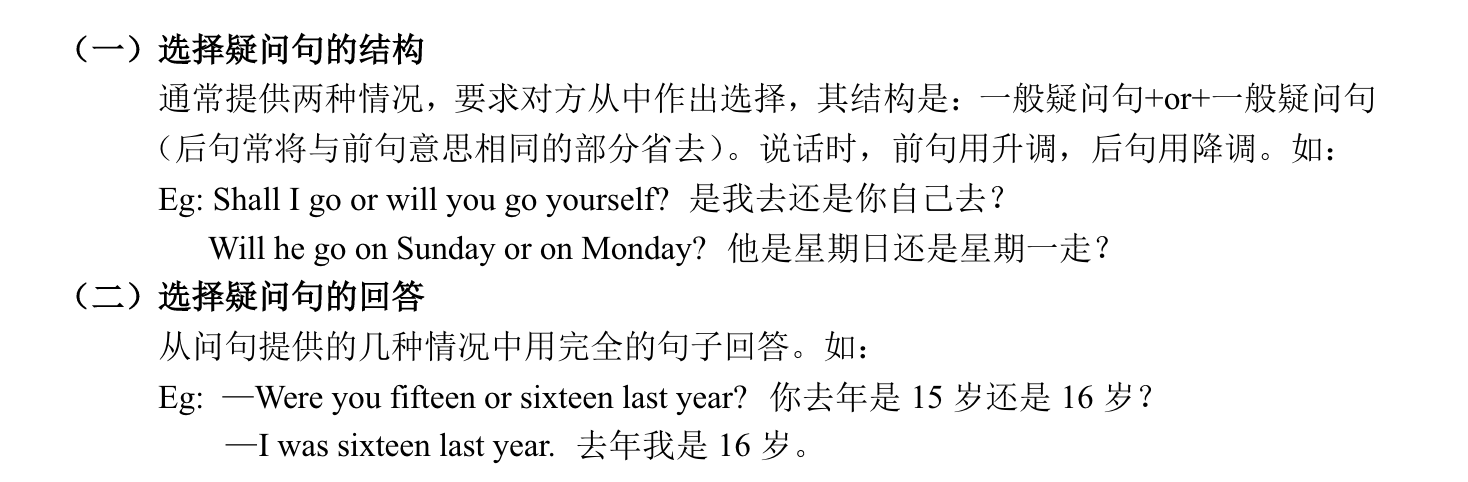 （一）选择疑问句的结构
通常提供两种情况，要求对方从中作出选择，其结构是：一般疑问句+or+一般疑问句
（后句常将与前句意思相同的部分省去）。说话时，前句用升调，后句用降调。如：
Eg: Shall I go or will you go yourself? 是我去还是你自己去？
Will he go on Sunday or on Monday? 他是星期日还是星期一走？
（二）选择疑问句的回答
从问句提供的几种情况中用完全的句子回答。如：
Eg: —Were you fifteen or sixteen last year? 你去年是 15 岁还是 16 岁？
—I was sixteen last year. 去年我是 16 岁。